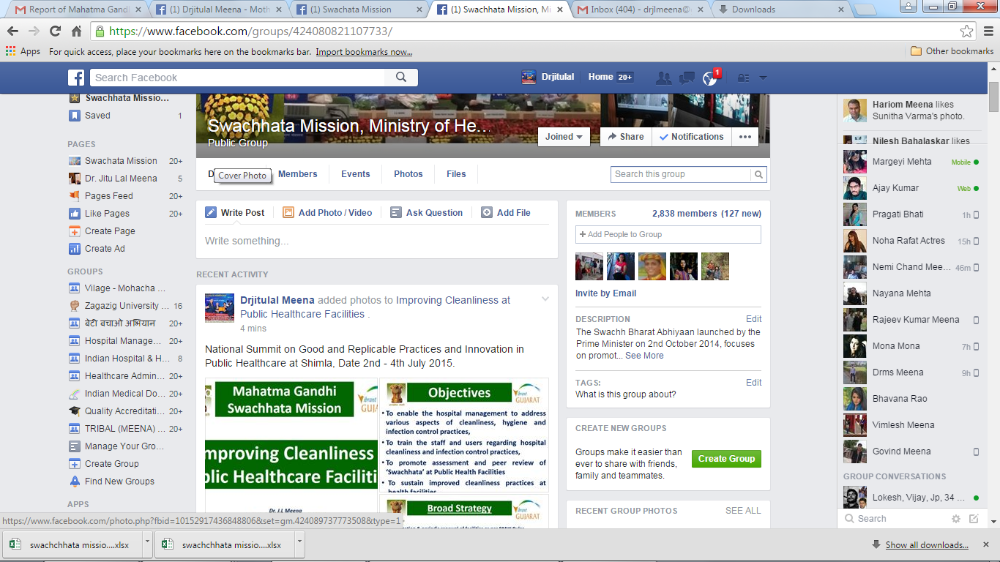 Report of Mahatma Gandhi
(1) Drjitulal Meena - Moth
(1) Swachata Mission
(1) Swachhata Mission, Mi
Inbox (404) - drjlmeena@
Downloads
https://www.facebook.com/groups/424080821107733/
Apps For quick access, place your bookmarks here on the bookmarks bar. Import bookmarks now...
Other bookmarks
Search Facebook
Drjitulal Home 20+ 1
Swachhata Missio...
Saved 1
PAGES
Swachata Mission 20+
Dr. Jitu Lal Meena 5
Pages Feed 20+
Like Pages 20+
Create Page
Create Ad
GROUPS
Vilage - Mohacha ... 20+
Zagazig University ... 16
बेटी बचाओ अभियान 20+
Hospital Manage... 20+
Indian Hospital & H... 8
Healthcare Admin... 20+
Indian Medical Do... 20+
Quality Accreditati... 20+
TRIBAL (MEENA) ... 20+
Manage Your Gro...
Create Group
Find New Groups
APPS
Swachhata Mission, Ministry of He...
Public Group
Joined Share Notifications
D Cover Photo Members Events Photos Files
Search this group
Write Post Add Photo / Video Ask Question Add File
Write something...
RECENT ACTIVITY
Drjitulal Meena added photos to Improving Cleanliness at
Public Healthcare Facilities .
4 mins
National Summit on Good and Replicable Practices and Innovation in
Public Healthcare at Shimla, Date 2nd - 4th July 2015.
Mahatma Gandhi
Swachhata Mission
Vibrant
GUJ
mproving Cleanliness
blic Healthcare Facilities
Dr. J.L Meena
Objectives
Vibrant
GUJARAT
• To enable the hospital management to address
various aspects of cleanliness, hygiene and
infection control practices,
• To train the staff and users regarding hospital
cleanliness and infection control practices,
• To promote assessment and peer review of
'Swachhata' at Public Health Facilities
• To sustain improved cleanliness practices at
health facilities
Broad Strategy
GUJARAT
MEMBERS 2,838 members (127 new)
+ Add People to Group
Invite by Email
DESCRIPTION Edit
The Swachh Bharat Abhiyaan launched by the
Prime Minister on 2nd October 2014, focuses
on promot... See More
TAGS: Edit
What is this group about?
CREATE NEW GROUPS
Groups make it easier than
ever to share with friends,
family and teammates.
Create Group
RECENT GROUP PHOTOS SEE ALL
Hariom Meena likes
Sunitha Varma's photo.
Nilesh Bahalaskar likes
Margeyi Mehta Mobile
Ajay Kumar Web
Pragati Bhati 1h
Noha Rafat Actres 15h
Nemi Chand Mee... 46m
Nayana Mehta
Rajeev Kumar Meena
Mona Mona 7h
Drms Meena 9h
Bhavana Rao
Vimlesh Meena
Govind Meena
GROUP CONVERSATIONS
Lokesh, Vijay, Jp, 34 ...
Search
https://www.facebook.com/photo.php?fbid=10152917436848806&set=gm.424089737773508&type=1
swachchhata missio....xlsx
swachchhata missio....xlsx
Show all downloads...